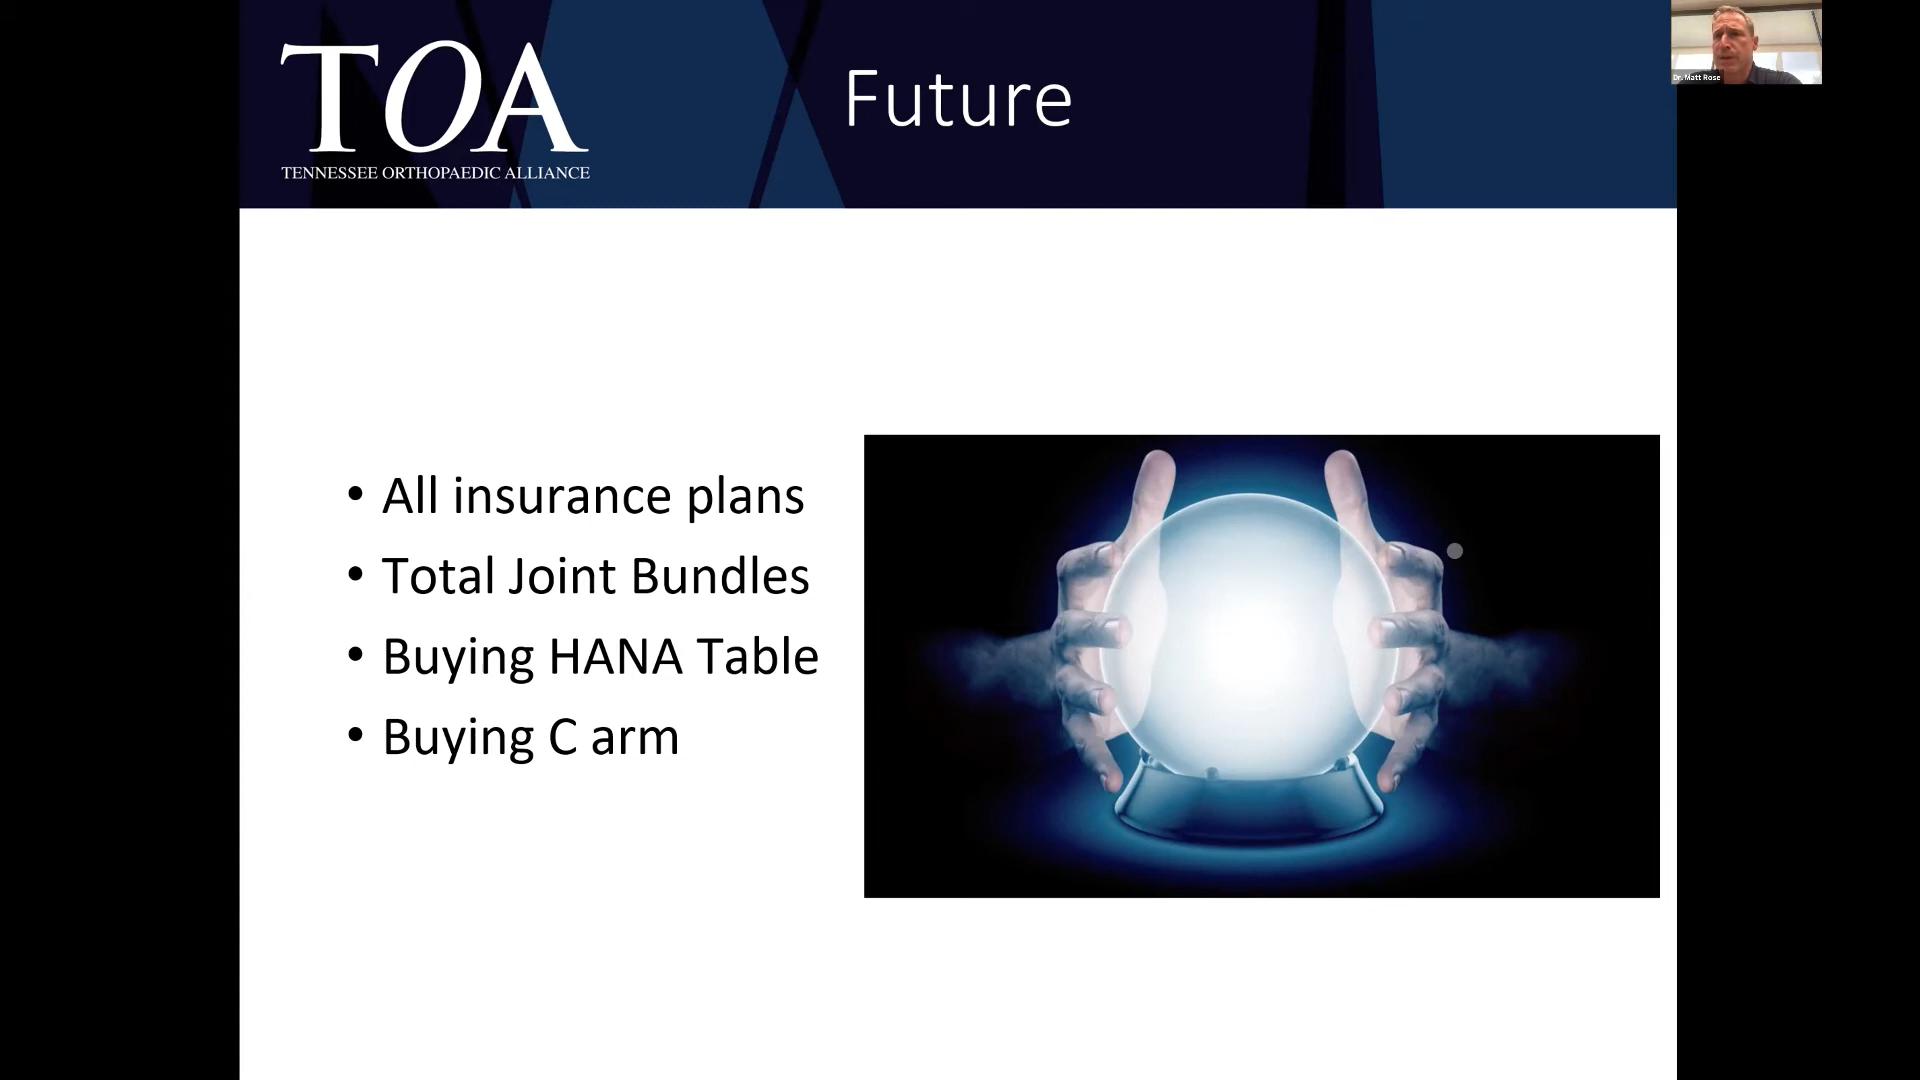 TOA
TENNESSEE ORTHOPAEDIC ALLIANCE
Future
Dr. Matt Rose
• All insurance plans
• Total Joint Bundles
• Buying HANA Table
• Buying C arm